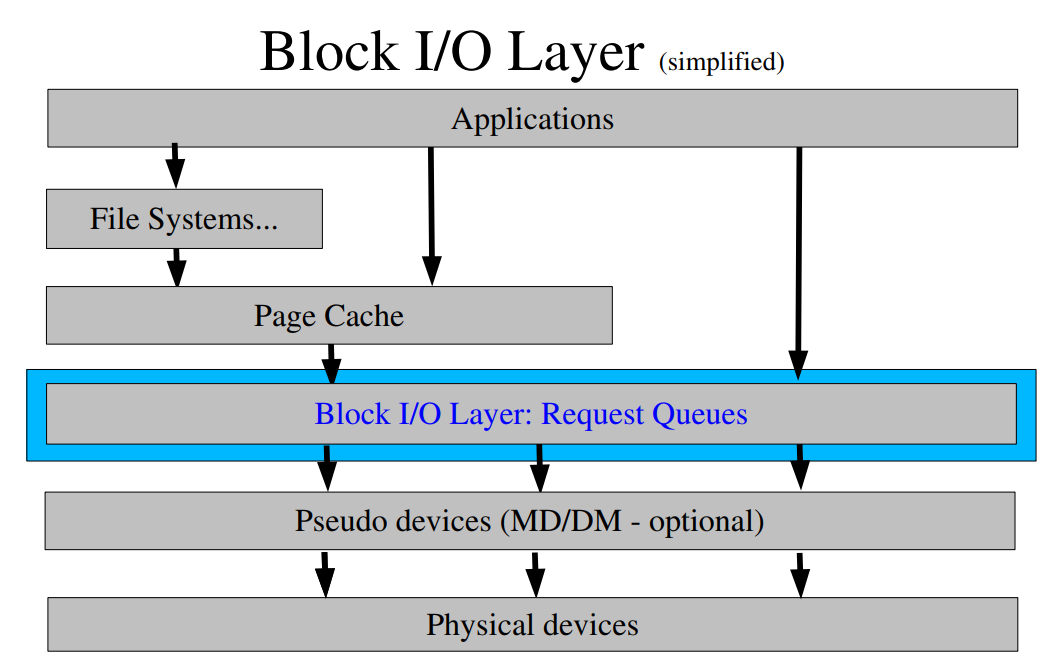 Block I/O Layer (simplified)
Applications
File Systems...
Page Cache
Block I/O Layer: Request Queues
Pseudo devices (MD/DM - optional)
Physical devices